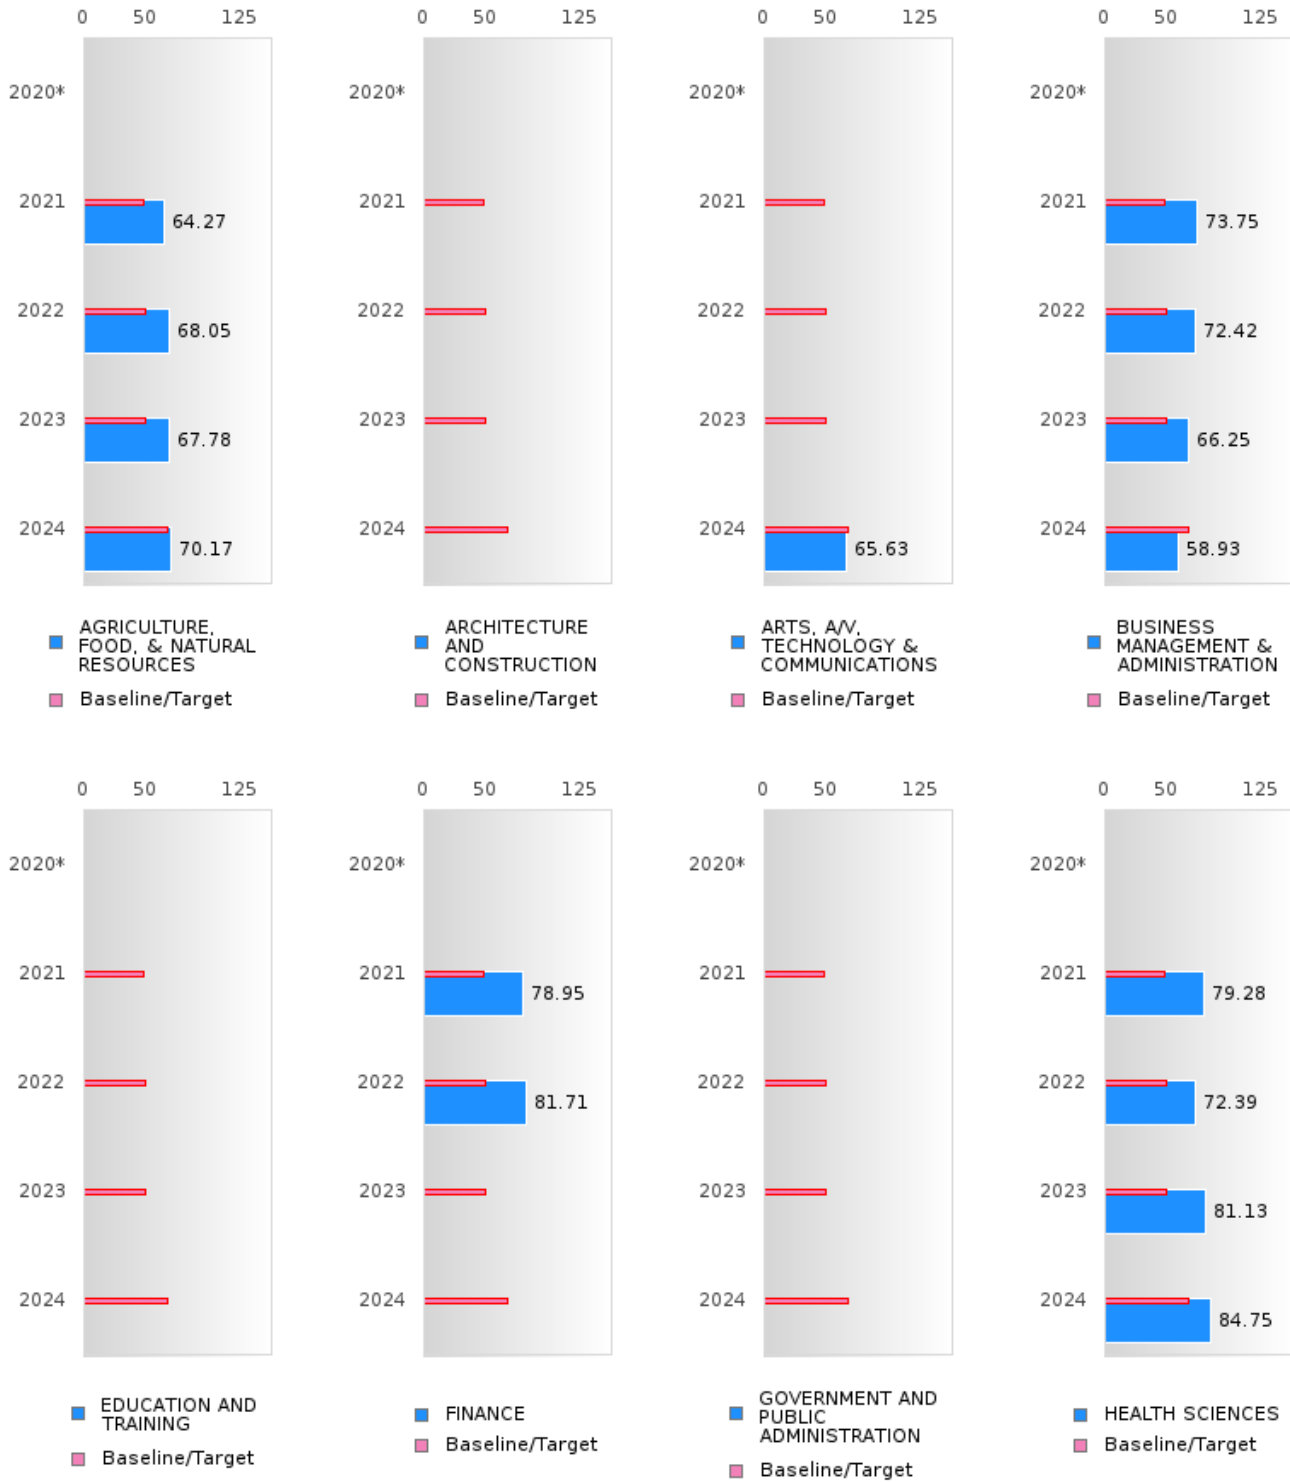 0 50 125
0 50 125
0 50 125
0 50 125
2020*
2020*
2020*
2020*
2021
64.27
2021
2021
2021
73.75
2022
68.05
2022
2022
2022
72.42
2023
67.78
2023
2023
2023
66.25
2024
70.17
2024
2024
65.63
2024
58.93
AGRICULTURE,
FOOD, & NATURAL
RESOURCES
Baseline/Target
ARCHITECTURE
AND
CONSTRUCTION
Baseline/Target
ARTS, A/V,
TECHNOLOGY &
COMMUNICATIONS
Baseline/Target
BUSINESS
MANAGEMENT &
ADMINISTRATION
Baseline/Target
0 50 125
0 50 125
0 50 125
0 50 125
2020*
2020*
2020*
2020*
2021
2021
78.95
2021
2021
79.28
2022
2022
81.71
2022
2022
72.39
2023
2023
2023
2023
81.13
2024
2024
2024
2024
84.75
EDUCATION AND
TRAINING
Baseline/Target
FINANCE
Baseline/Target
GOVERNMENT AND
PUBLIC
ADMINISTRATION
Baseline/Target
HEALTH SCIENCES
Baseline/Target